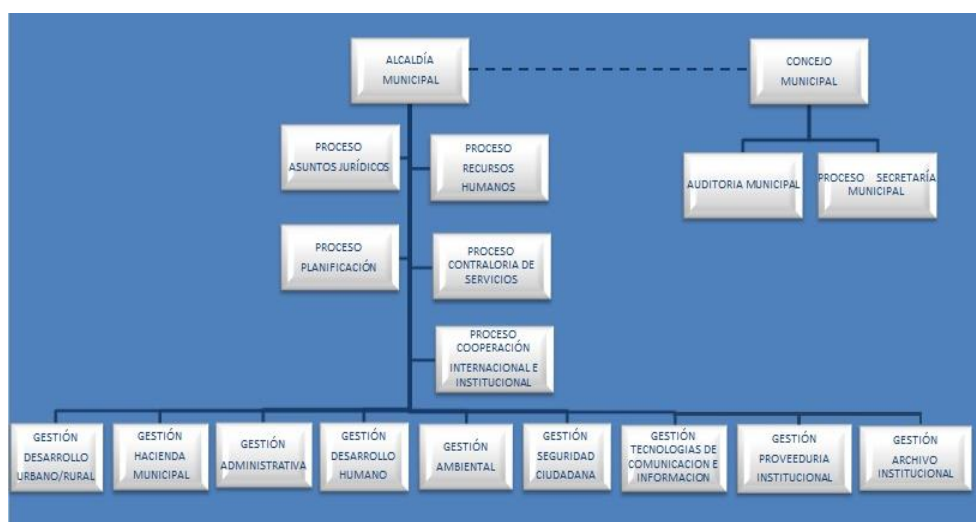 ALCALDÍA
MUNICIPAL
CONCEJO
MUNICIPAL
PROCESO
ASUNTOS JURÍDICOS
PROCESO
RECURSOS
HUMANOS
AUDITORIA MUNICIPAL
PROCESO SECRETARÍA
MUNICIPAL
PROCESO
PLANIFICACIÓN
PROCESO
CONTRALORIA DE
SERVICIOS
PROCESO
COOPERACIÓN
INTERNACIONAL E
INSTITUCIONAL
GESTIÓN
DESARROLLO
URBANO/RURAL
GESTIÓN
HACIENDA
MUNICIPAL
GESTIÓN
ADMINISTRATIVA
GESTIÓN
DESARROLLO
HUMANO
GESTIÓN
AMBIENTAL
GESTIÓN
SEGURIDAD
CIUDADANA
GESTIÓN
TECNOLOGIAS DE
COMUNICACION E
INFORMACION
GESTIÓN
PROVEEDURIA
INSTITUCIONAL
GESTIÓN
ARCHIVO
INSTITUCIONAL